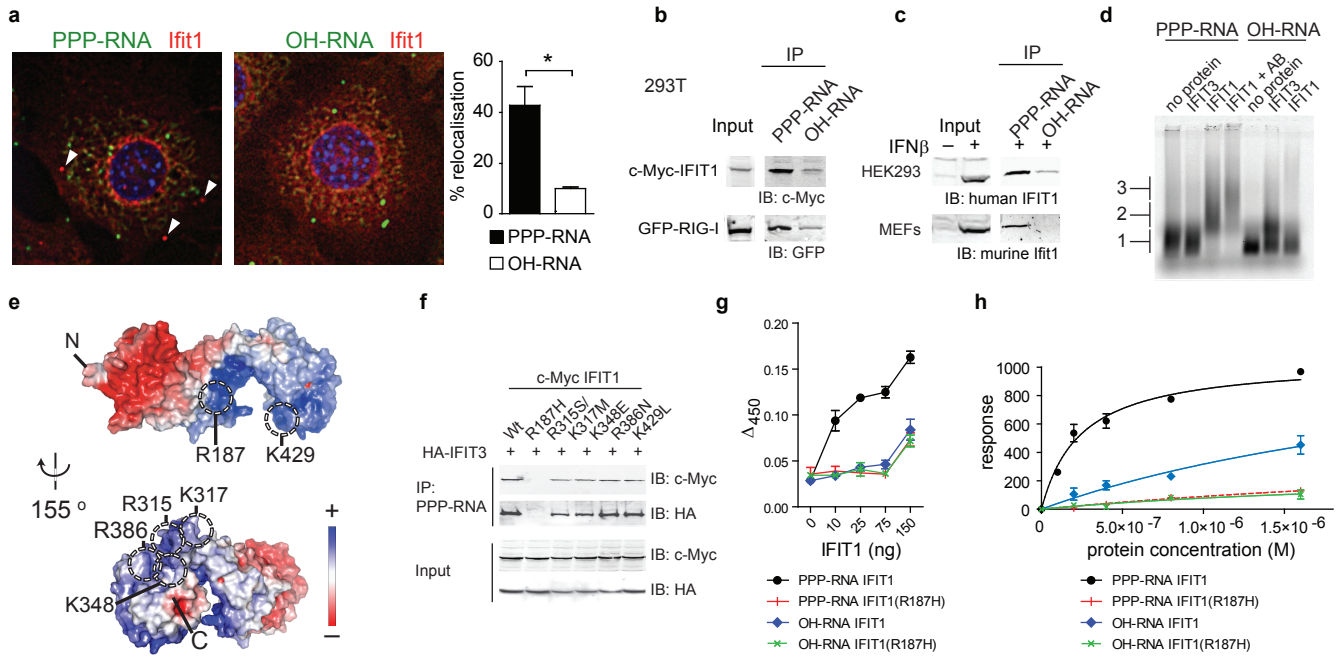 a
PPP-RNA Ifit1
OH-RNA Ifit1
% relocalisation
60
40
20
0
*
PPP-RNA
OH-RNA
b
293T
IP
Input
PPP-RNA
OH-RNA
c-Myc-IFIT1
IB: c-Myc
GFP-RIG-I
IB: GFP
c
IP
Input
PPP-RNA
OH-RNA
IFNβ − + + +
HEK293
IB: human IFIT1
MEFs
IB: murine Ifit1
d
PPP-RNA OH-RNA
no protein
IFIT3
IFIT1
IFIT1 + AB
no protein
IFIT3
IFIT1
3
2
1
e
N
R187 K429
155 °
R315 K317
R386
K348
C
+
−
f
c-Myc IFIT1
Wt
R187H
R315S/
K317M
K348E
R386N
K429L
HA-IFIT3 + + + + + +
IP:
PPP-RNA
IB: c-Myc
IB: HA
Input
IB: c-Myc
IB: HA
g
Δ450
0.20
0.15
0.10
0.05
0.00
0 10 25 75 150
IFIT1 (ng)
PPP-RNA IFIT1
PPP-RNA IFIT1(R187H)
OH-RNA IFIT1
OH-RNA IFIT1(R187H)
h
response
1000
800
600
400
200
0
0 5.0×10-7 1.0×10-6 1.5×10-6
protein concentration (M)
PPP-RNA IFIT1
PPP-RNA IFIT1(R187H)
OH-RNA IFIT1
OH-RNA IFIT1(R187H)